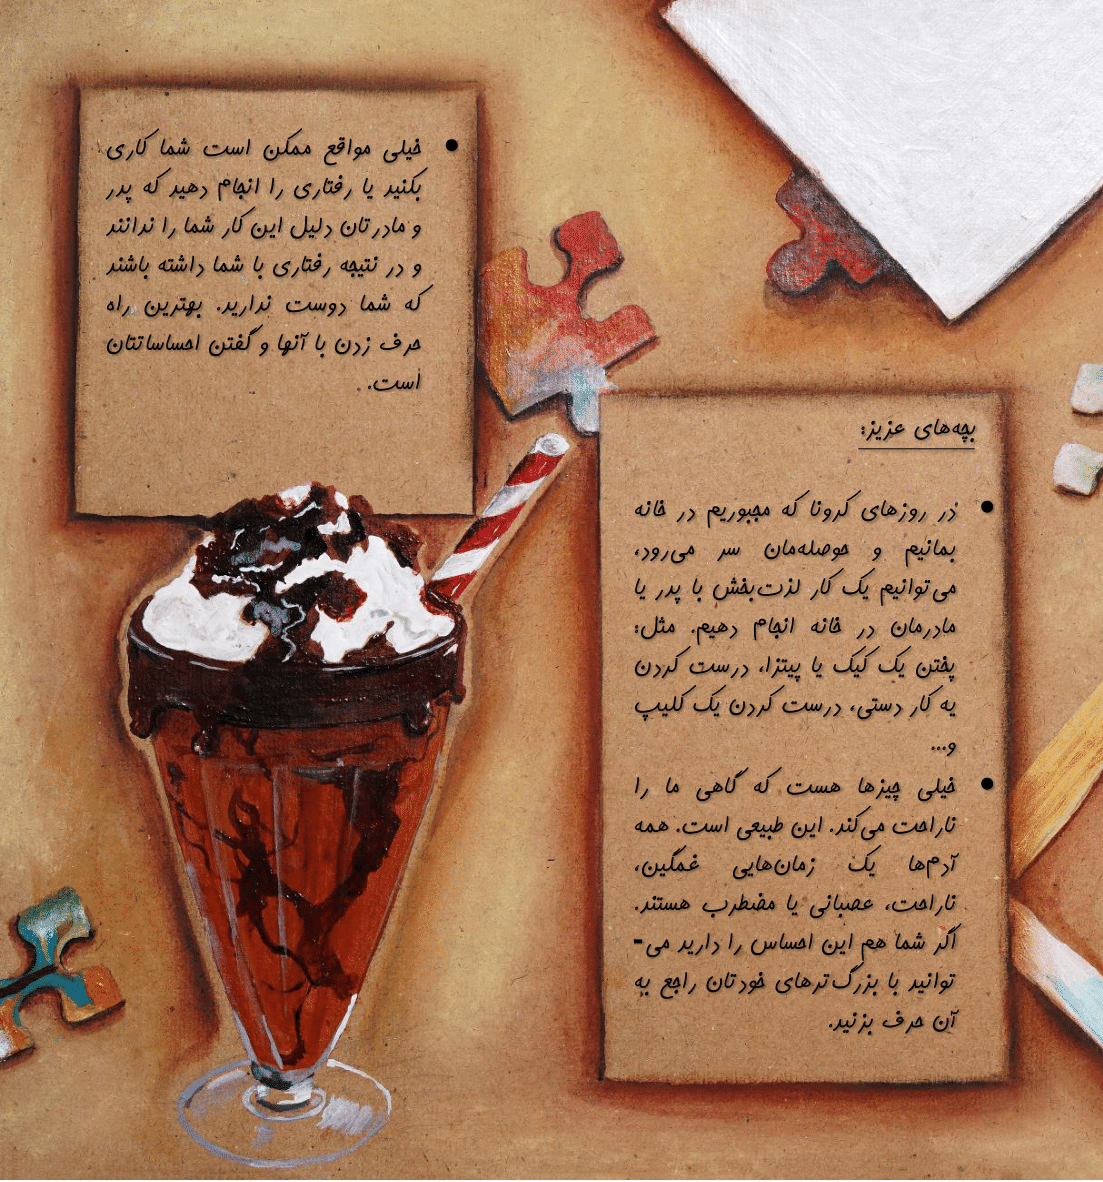 بچه‌های عزیز:
• در روزهای کرونا که مجبوریم در خانه
بمانیم و حوصله‌مان سر می‌رود،
می‌توانیم یک کار لذت‌بخش با پدر یا
مادرمان در خانه انجام دهیم. مثل:
پختن یک کیک یا پیتزا، درست کردن
یه کار دستی، درست کردن یک کلیپ
و...
• خیلی چیزها هست که گاهی ما را
ناراحت می‌کند. این طبیعی است. همه
آدم‌ها یک زمان‌هایی غمگین،
ناراحت، عصبانی یا مضطرب هستند.
اگر شما هم این احساس را دارید می-
توانید با بزرگ‌ترهای خودتان راجع به
آن حرف بزنید.
• خیلی مواقع ممکن است شما کاری
بکنید یا رفتاری را انجام دهید که پدر
و مادرتان دلیل این کار شما را ندانند
و در نتیجه رفتاری با شما داشته باشند
که شما دوست ندارید. بهترین راه
حرف زدن با آنها و گفتن احساساتتان
است.